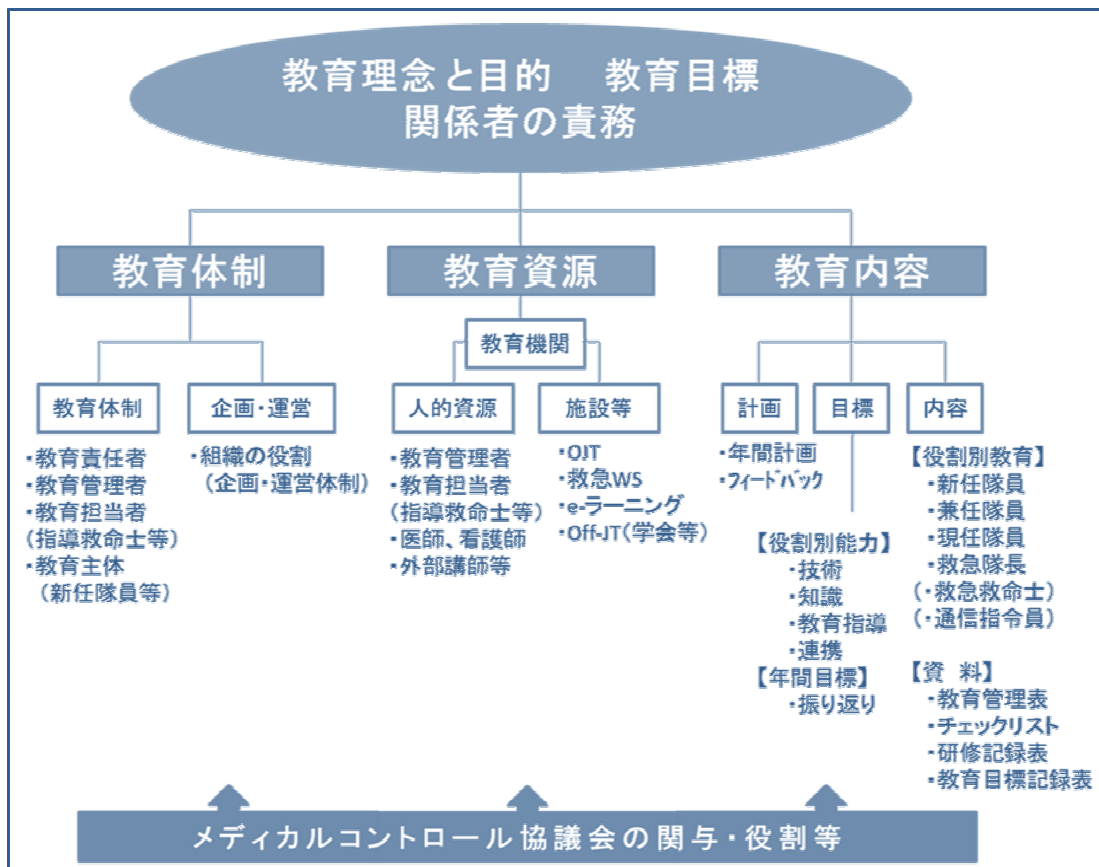 教育理念と目的　教育目標
関係者の責務
教育体制
教育資源
教育内容
教育機関
教育体制
企画・運営
人的資源
施設等
計画
目標
内容
・教育責任者
・教育管理者
・教育担当者
(指導救命士等)
・教育主体
（新任隊員等）
・組織の役割
（企画・運営体制）
・教育管理者
・教育担当者
(指導救命士等)
・医師、看護師
・外部講師等
・OJT
・救急WS
・e-ラーニング
・Off-JT(学会等)
・年間計画
・フィードバック
【役割別能力】
・技術
・知識
・教育指導
・連携
【年間目標】
・振り返り
【役割別教育】
・新任隊員
・兼任隊員
・現任隊員
・救急隊長
（・救急救命士）
（・通信指令員）
【資　料】
・教育管理表
・チェックリスト
・研修記録表
・教育目標記録表
メディカルコントロール協議会の関与・役割等